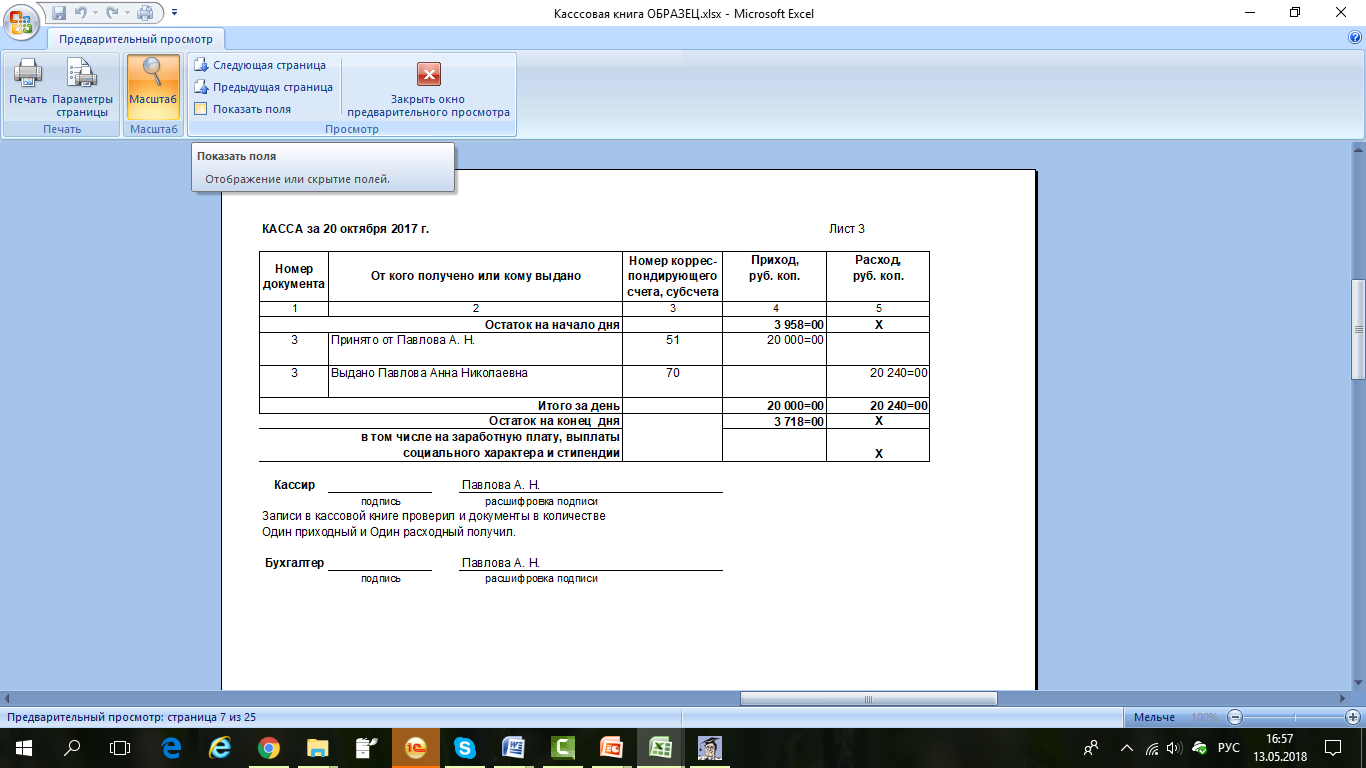 Касссовая книга ОБРАЗЕЦ.xlsx - Microsoft Excel
Предварительный просмотр
Печать
Параметры страницы
Масштаб
Следующая страница
Предыдущая страница
Показать поля
Закрыть окно
предварительного просмотра
Печать
Масштаб
Просмотр
Показать поля
Отображение или скрытие полей.
КАССА за 20 октября 2017 г. Лист 3
Номер документа От кого получено или кому выдано Номер коррес-пондирующего счета, субсчета Приход, руб. коп. Расход, руб. коп.
1 2 3 4 5
Остаток на начало дня 3 958=00 X
3 Принято от Павлова А. Н. 51 20 000=00
3 Выдано Павлова Анна Николаевна 70 20 240=00
Итого за день 20 000=00 20 240=00
Остаток на конец дня 3 718=00 X
в том числе на заработную плату, выплаты
социального характера и стипендии X
Кассир Павлова А. Н.
подпись расшифровка подписи
Записи в кассовой книге проверил и документы в количестве
Один приходный и Один расходный получил.
Бухгалтер Павлова А. Н.
подпись расшифровка подписи
Предварительный просмотр: страница 7 из 25 Мельче 100%
РУС 16:57
13.05.2018